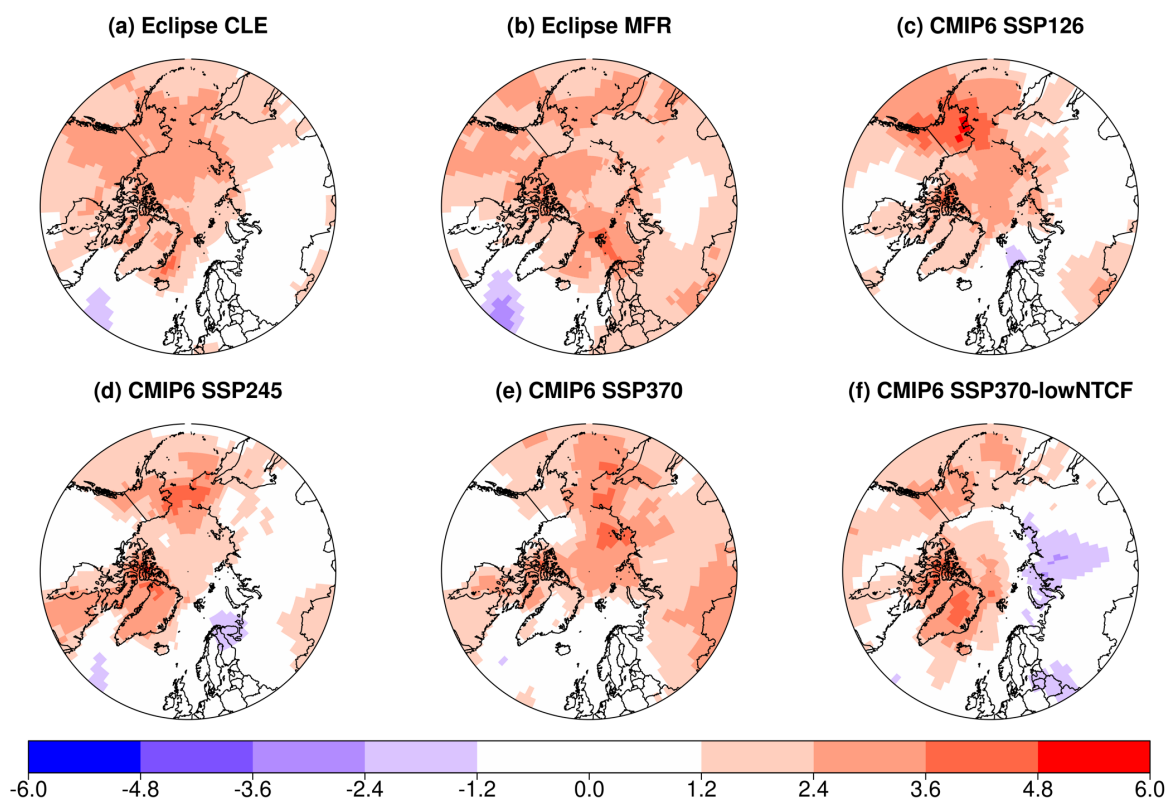 (a) Eclipse CLE (b) Eclipse MFR (c) CMIP6 SSP126
(d) CMIP6 SSP245 (e) CMIP6 SSP370 (f) CMIP6 SSP370-lowNTCF
-6.0 -4.8 -3.6 -2.4 -1.2 0.0 1.2 2.4 3.6 4.8 6.0